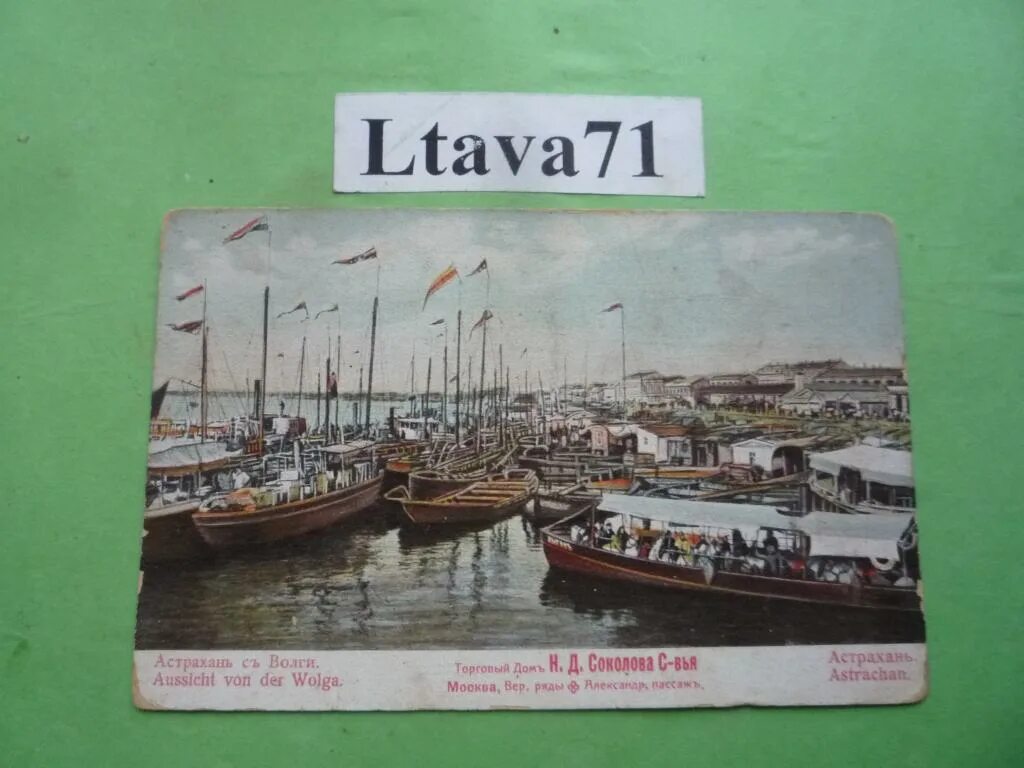 Ltava71
Астрахань съ Волги.
Aussicht von der Wolga.
Торговый Домъ Н. Д. Соколова С-вья
Москва, Вер. ряды Александр. пассажъ.
Астрахань.
Astrachan.